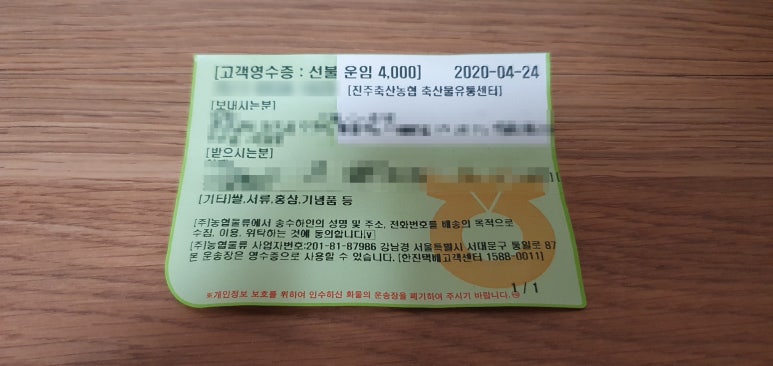 [고객영수증 : 선불 운임 4,000] 2020-04-24
[진주축산농협 축산물유통센터]
[보내시는분]
[받으시는분]
[기타]쌀.서류.홍삼.기념품 등
[주]농협물류에서 송수하인의 성명 및 주소, 전화번호를 배송의 목적으로
수집, 이용, 위탁하는 것에 동의합니다[v]
[주]농협물류 사업자번호:201-81-87986 강남경 서울특별시 서대문구 통일로 87
본 운송장은 영수증으로 사용할 수 있습니다. [한진택배고객센터 1588-0011]
1/1
※개인정보 보호를 위하여 인수하신 화물의 운송장을 폐기하여 주시기 바랍니다.